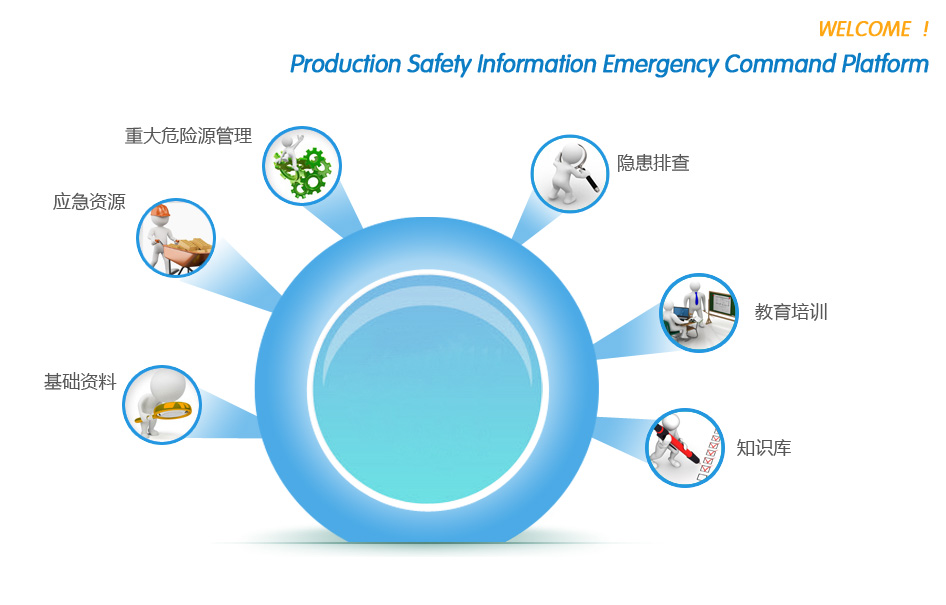 WELCOME !
Production Safety Information Emergency Command Platform
重大危险源管理
隐患排查
应急资源
教育培训
基础资料
知识库